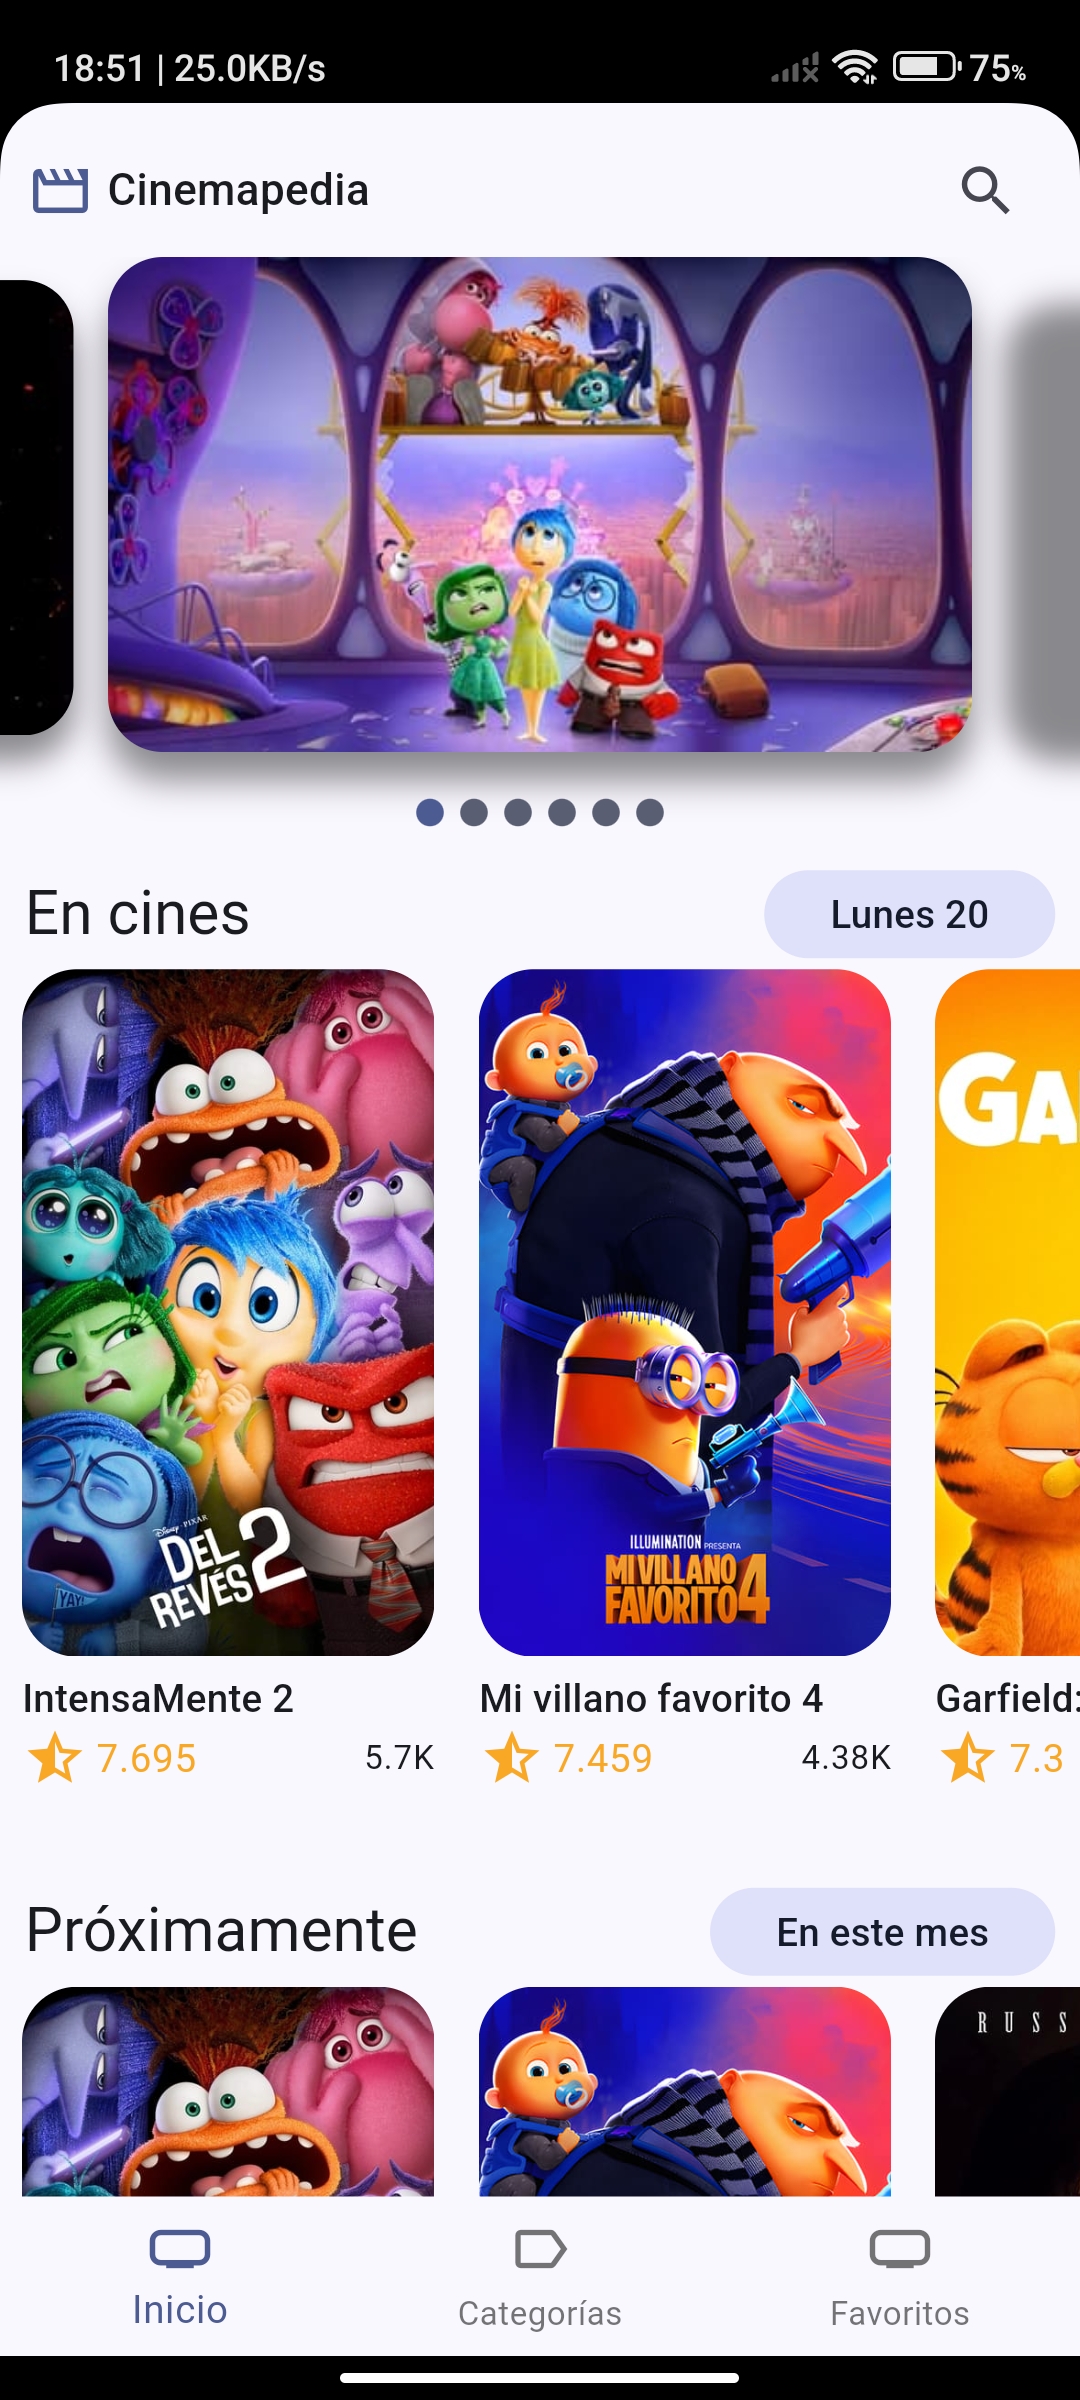 18:51 | 25.0KB/s
75%
Cinemapedia
En cines
Lunes 20
GA
Disney PIXAR
DEL
REVÉS 2
YAY!
ILLUMINATION PRESENTA
MI VILLANO
FAVORITO 4
IntensaMente 2
Mi villano favorito 4
Garfield:
7.695
5.7K
7.459
4.38K
7.3
Próximamente
En este mes
RUSS
Inicio
Categorías
Favoritos